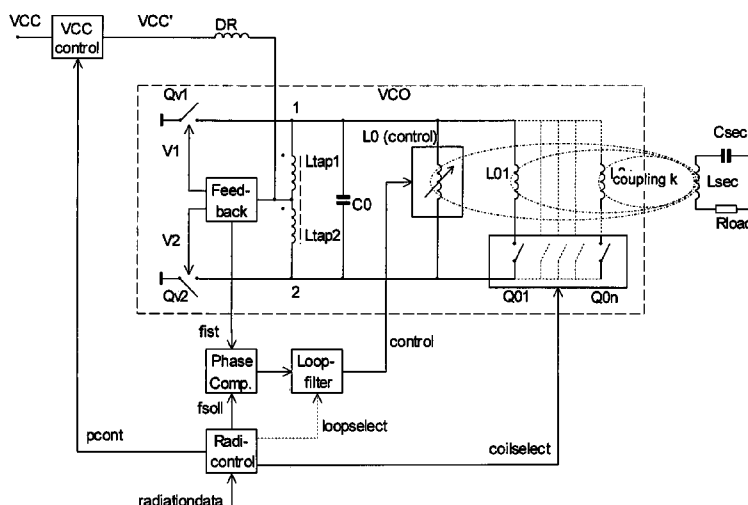 VCC
VCC
control
VCC'
DR
Qv1
1
VCO
V1
Ltap1
L0 (control)
L01
coupling k
Csec
Lsec
Feed-
back
C0
V2
Ltap2
Rload
Qv2
2
Q01
Q0n
fist
control
Phase
Comp.
Loop-
filter
fsoll
pcont
loopselect
Radi-
control
coilselect
radiationdata